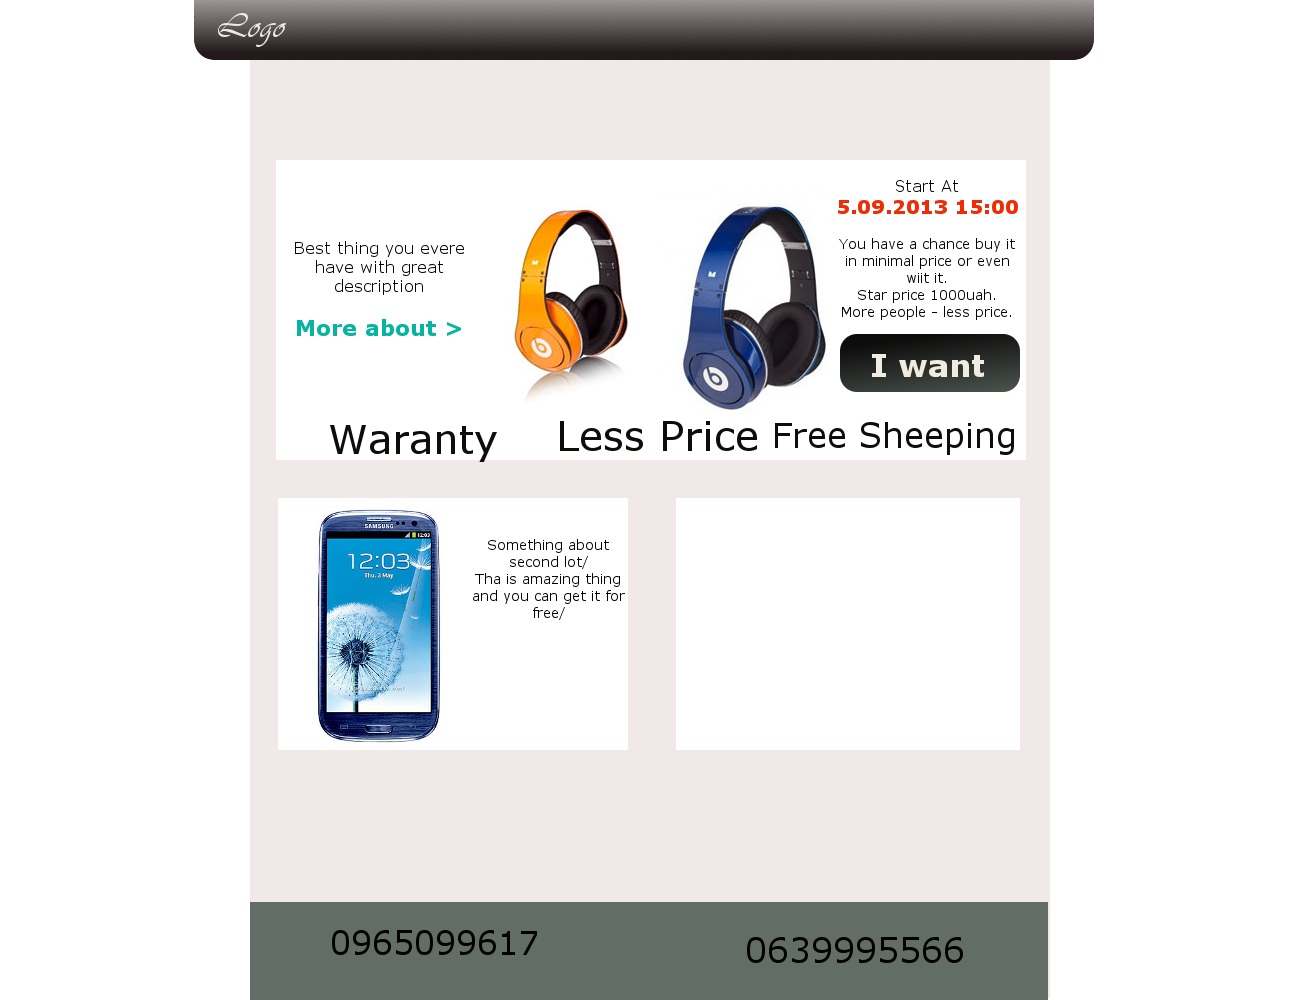 Logo
Start At
5.09.2013 15:00
Best thing you evere
have with great
description
More about >
You have a chance buy it
in minimal price or even
wiit it.
Star price 1000uah.
More people - less price.
I want
Waranty
Less Price
Free Sheeping
SAMSUNG
12:03
12:03
Thu, 3 May
Something about
second lot/
Tha is amazing thing
and you can get it for
free/
0965099617
0639995566